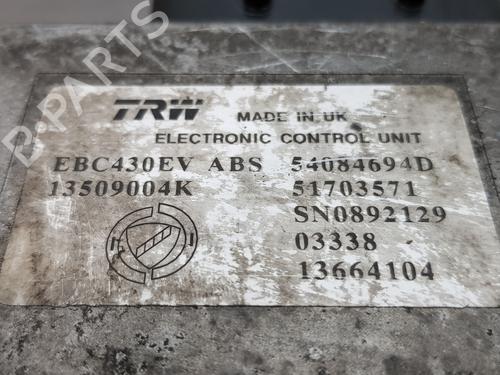 B-PARTS
TRW MADE IN UK
ELECTRONIC CONTROL UNIT
EBC430EV ABS 54084694D
13509004K 51703571
SN0892129
03338
13664104